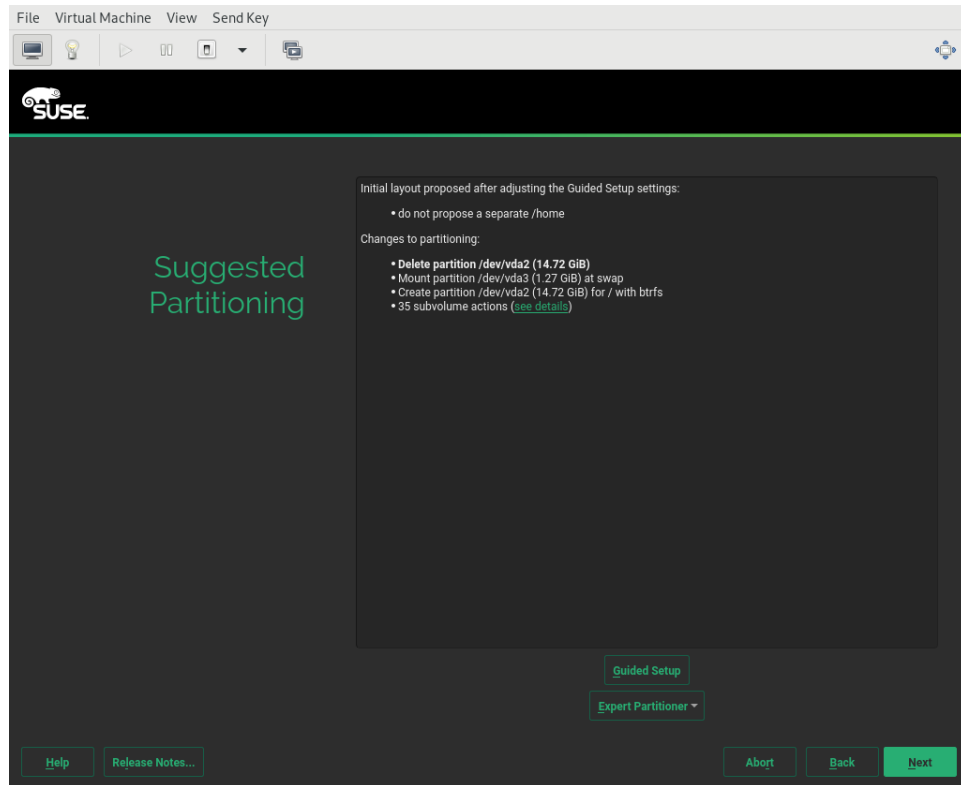 File Virtual Machine View Send Key
SUSE.
Initial layout proposed after adjusting the Guided Setup settings:
• do not propose a separate /home
Changes to partitioning:
• Delete partition /dev/vda2 (14.72 GiB)
• Mount partition /dev/vda3 (1.27 GiB) at swap
• Create partition /dev/vda2 (14.72 GiB) for / with btrfs
• 35 subvolume actions (see details)
Suggested
Partitioning
Guided Setup
Expert Partitioner
Help Release Notes... Abort Back Next